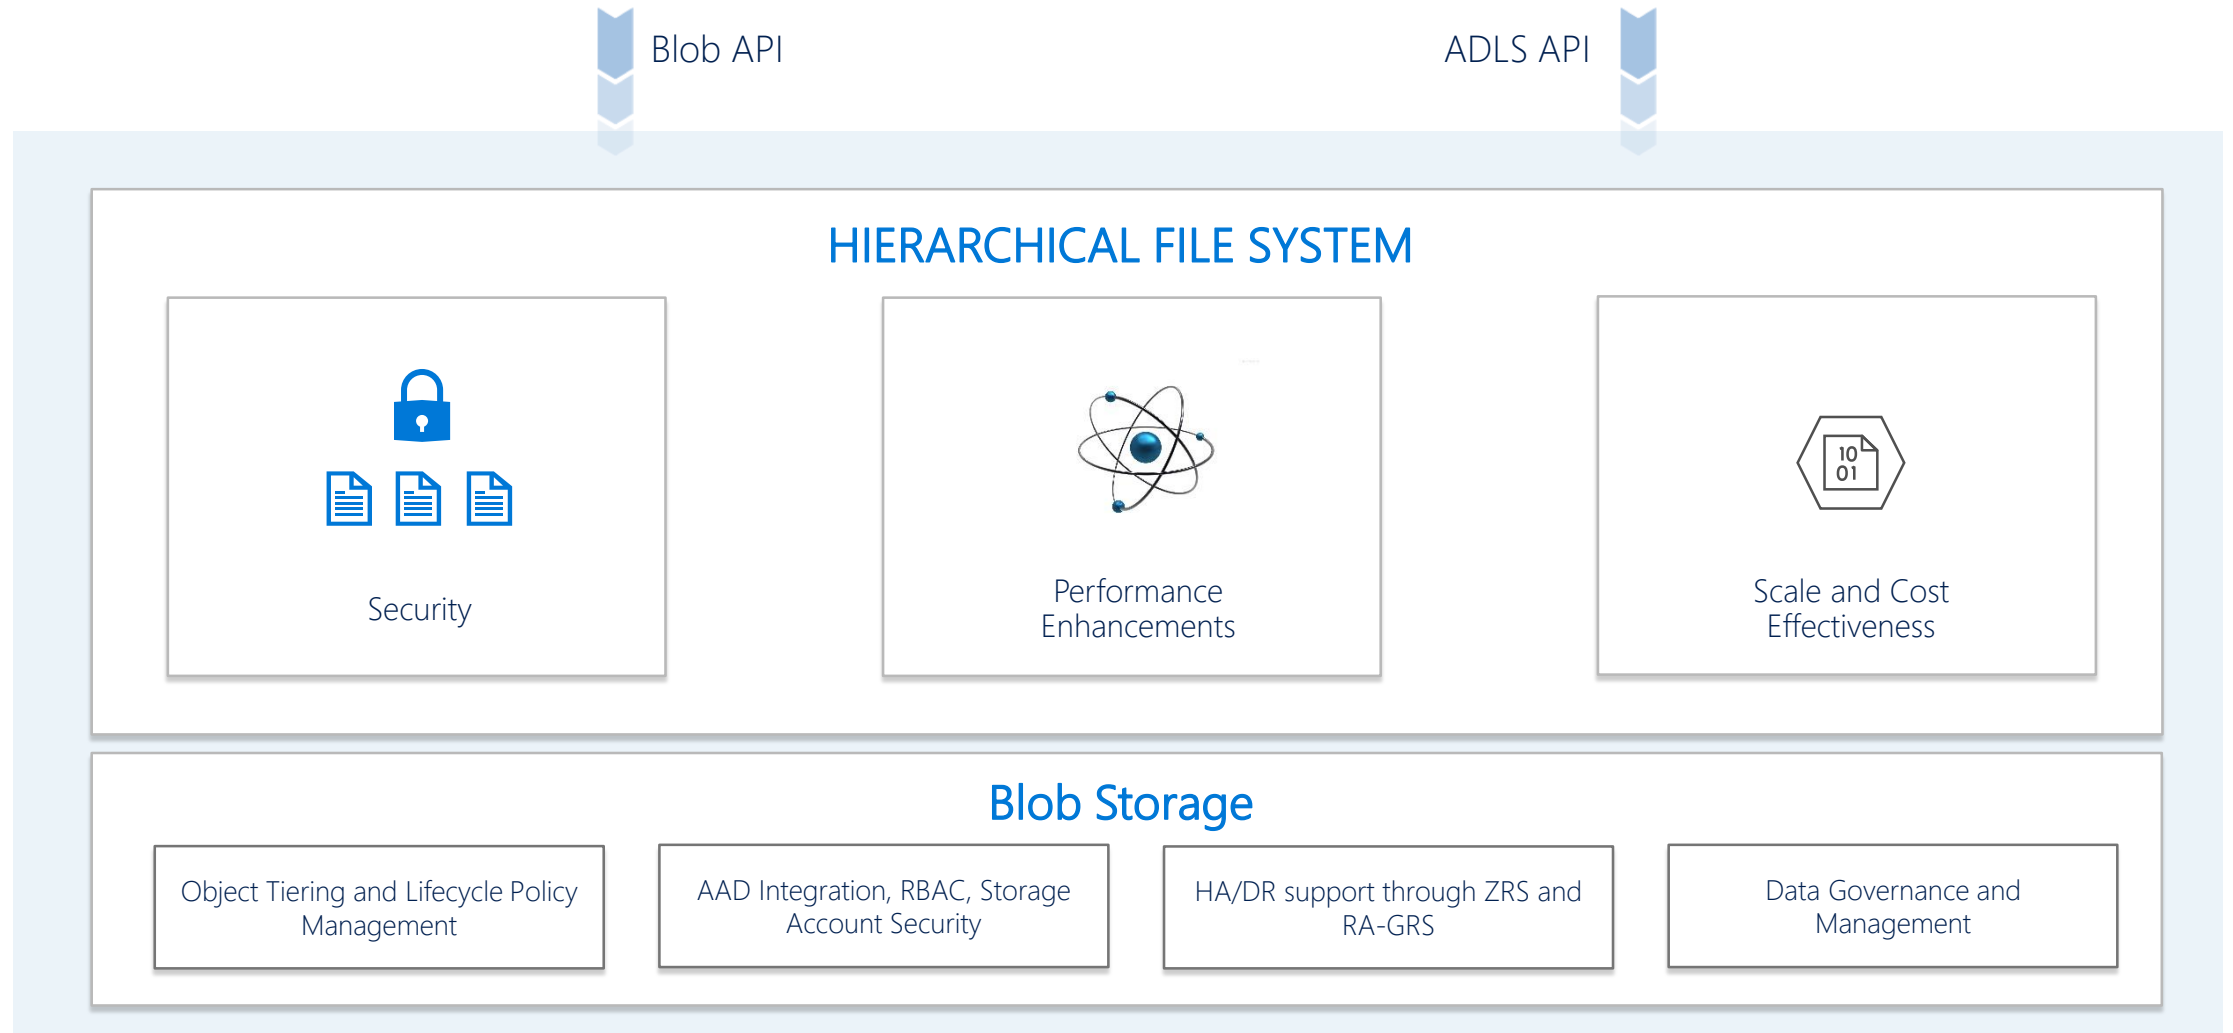 Blob API
ADLS API
HIERARCHICAL FILE SYSTEM
Security
Performance
Enhancements
10
01
Scale and Cost
Effectiveness
Blob Storage
Object Tiering and Lifecycle Policy
Management
AAD Integration, RBAC, Storage
Account Security
HA/DR support through ZRS and
RA-GRS
Data Governance and
Management